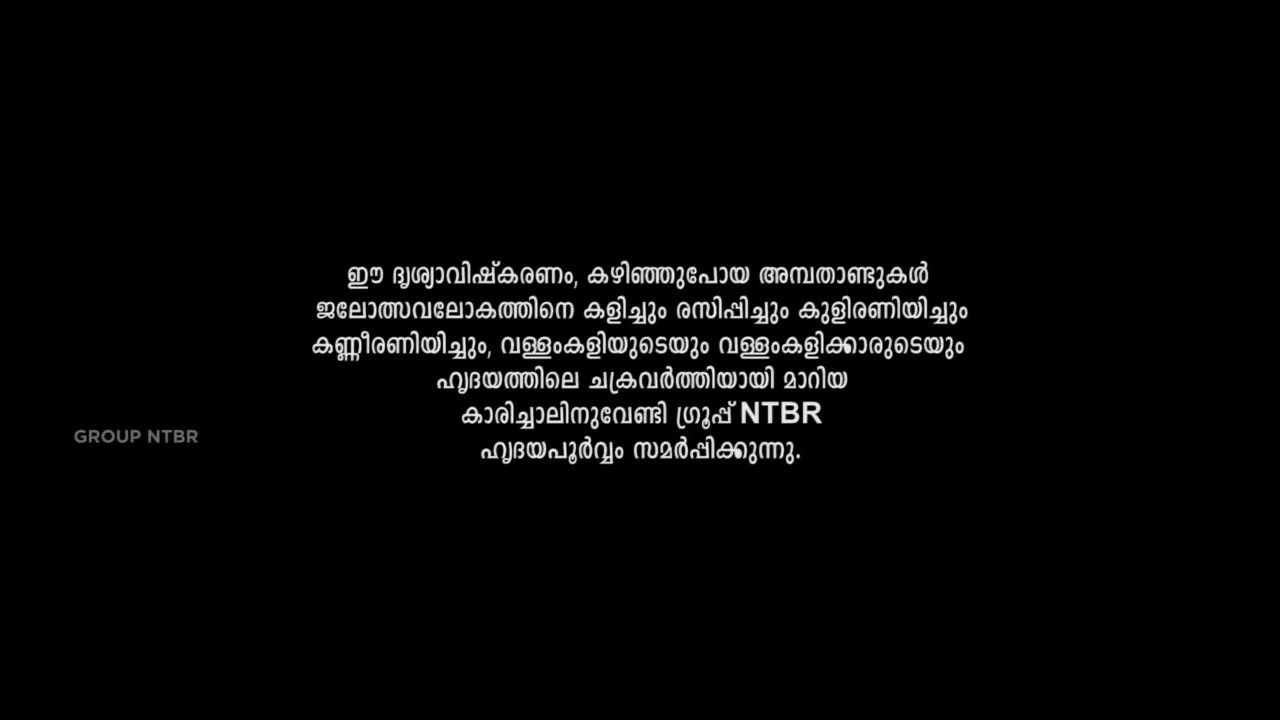 ഈ ദൃശ്യാവിഷ്കരണം, കഴിഞ്ഞുപോയ അമ്പതാണ്ടുകൾ
ജലോത്സവലോകത്തിനെ കളിച്ചും രസിപ്പിച്ചും കുളിരണിയിച്ചും
കണ്ണീരണിയിച്ചും, വള്ളംകളിയുടെയും വള്ളംകളിക്കാരുടെയും
ഹൃദയത്തിലെ ചക്രവർത്തിയായി മാറിയ
കാരിച്ചാലിനുവേണ്ടി ഗ്രൂപ്പ് NTBR
ഹൃദയപൂർവ്വം സമർപ്പിക്കുന്നു.
GROUP NTBR